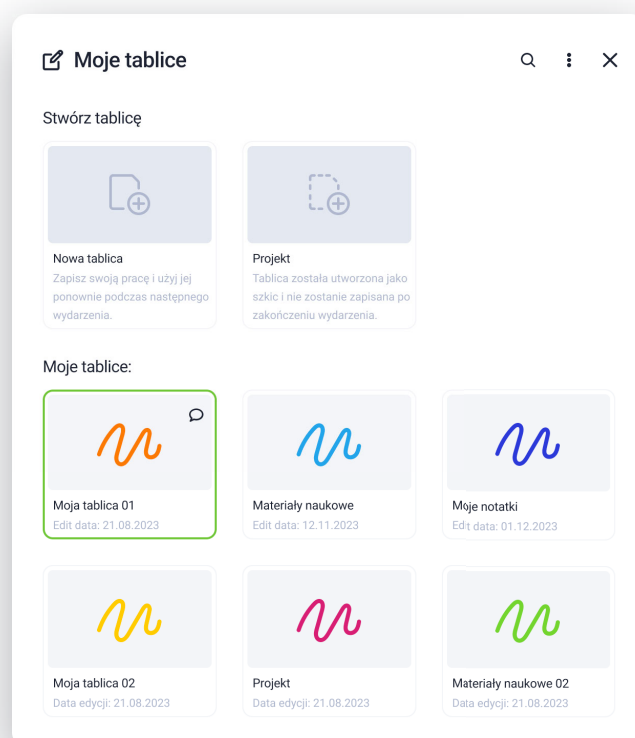 Moje tablice
Stwórz tablicę
Nowa tablica
Zapisz swoją pracę i użyj jej
ponownie podczas następnego
wydarzenia.
Projekt
Tablica została utworzona jako
szkic i nie zostanie zapisana po
zakończeniu wydarzenia.
Moje tablice:
Moja tablica 01
Edit data: 21.08.2023
Materiały naukowe
Edit data: 12.11.2023
Moje notatki
Edit data: 01.12.2023
Moja tablica 02
Data edycji: 21.08.2023
Projekt
Data edycji: 21.08.2023
Materiały naukowe 02
Data edycji: 21.08.2023